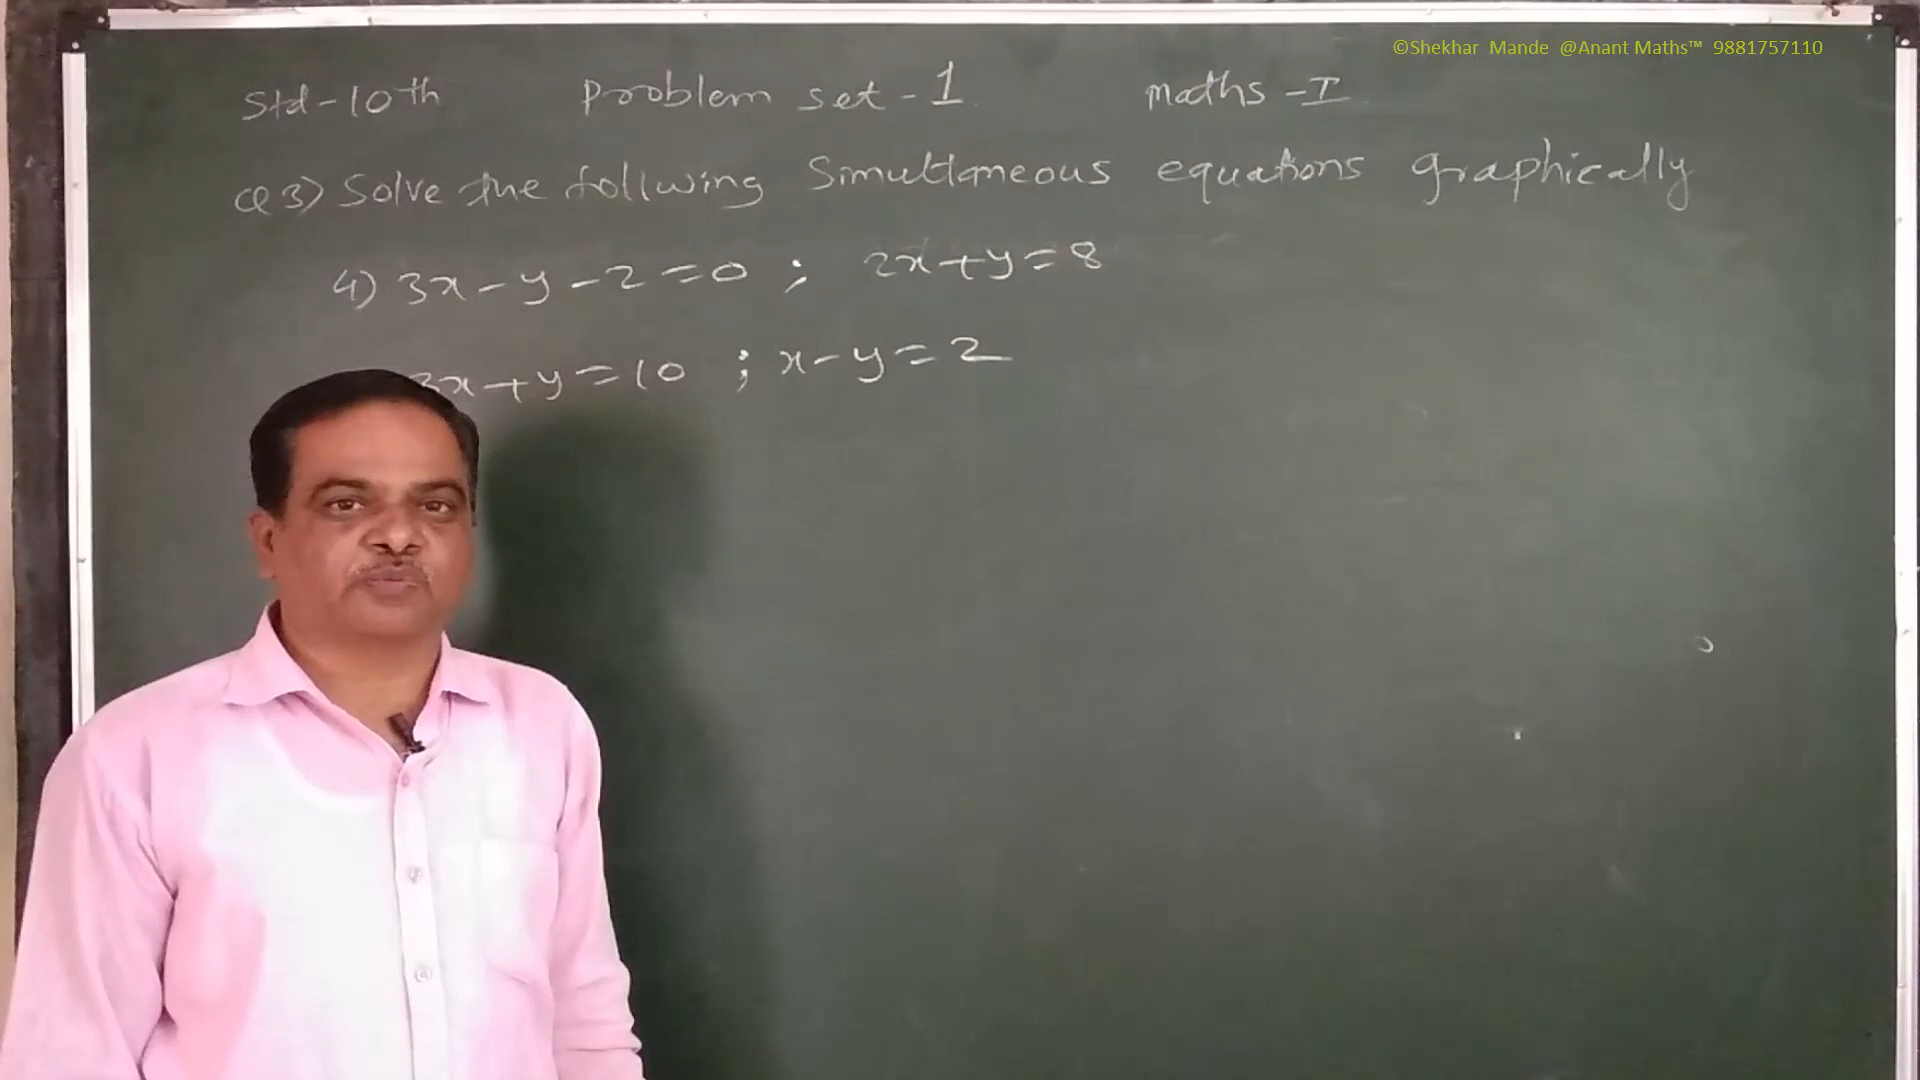 ©Shekhar Mande @Anant Maths™ 9881757110
Std-10th Problem set-1 maths-I
Q3) Solve the follwing Simultaneous equations graphically
4) 3x-y-2=0 ; 2x+y=8
3x+y=10 ; x-y=2